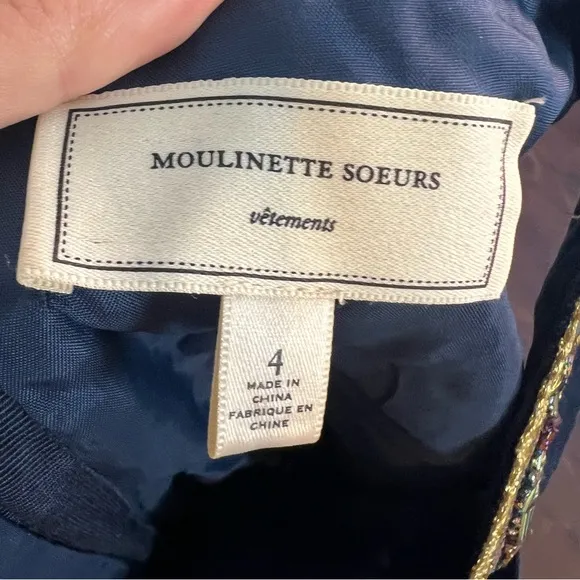 MOULINETTE SOEURS
vêtements
4
MADE IN
CHINA
FABRIQUE EN
CHINE